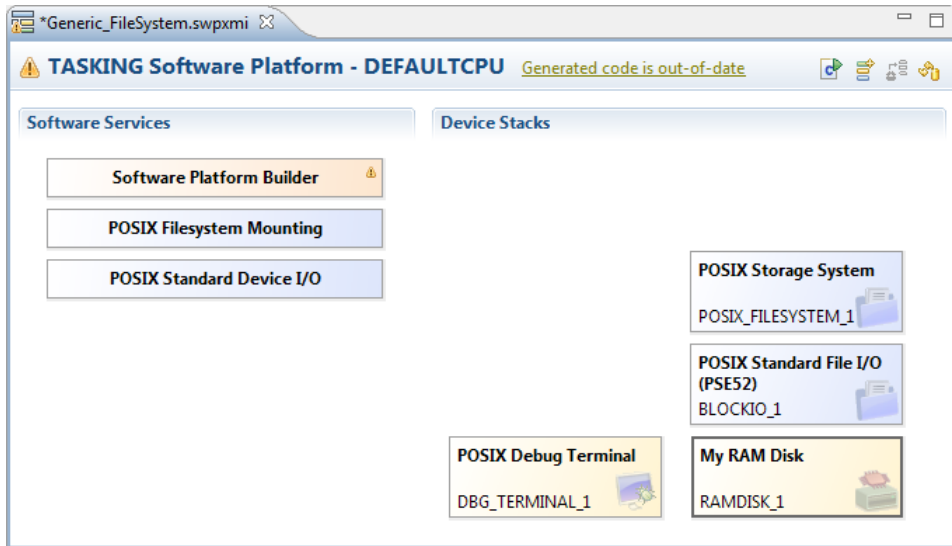 *Generic_FileSystem.swpxmi
TASKING Software Platform - DEFAULTCPU Generated code is out-of-date
Software Services
Software Platform Builder
POSIX Filesystem Mounting
POSIX Standard Device I/O
Device Stacks
POSIX Storage System
POSIX_FILESYSTEM_1
POSIX Standard File I/O
(PSE52)
BLOCKIO_1
POSIX Debug Terminal
DBG_TERMINAL_1
My RAM Disk
RAMDISK_1